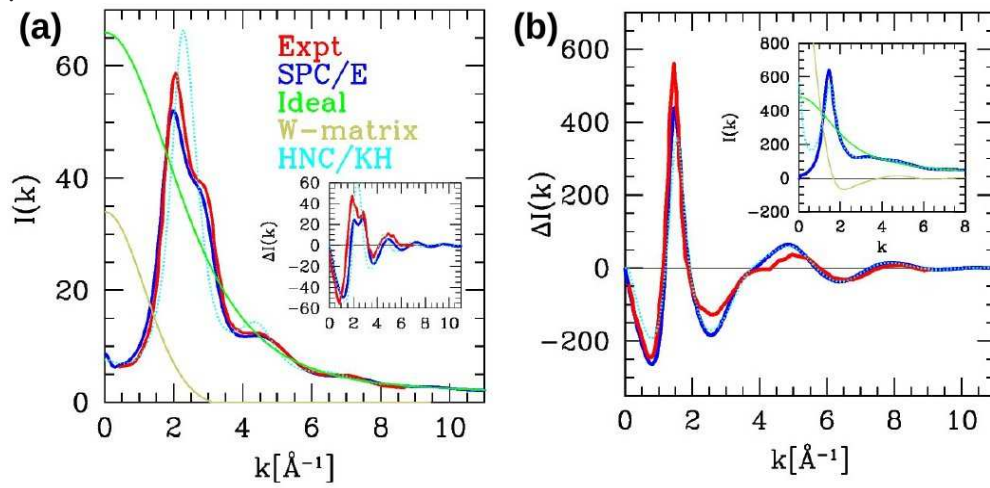 (a)
60
40
20
0
I(k)
0 2 4 6 8 10
k[Å⁻¹]
Expt
SPC/E
Ideal
W-matrix
HNC/KH
60
40
20
0
−20
−40
−60
ΔI(k)
0 2 4 6 8 10
(b)
600
400
200
0
−200
ΔI(k)
0 2 4 6 8 10
k[Å⁻¹]
800
600
400
200
0
−200
I(k)
0 2 4 6 8
k